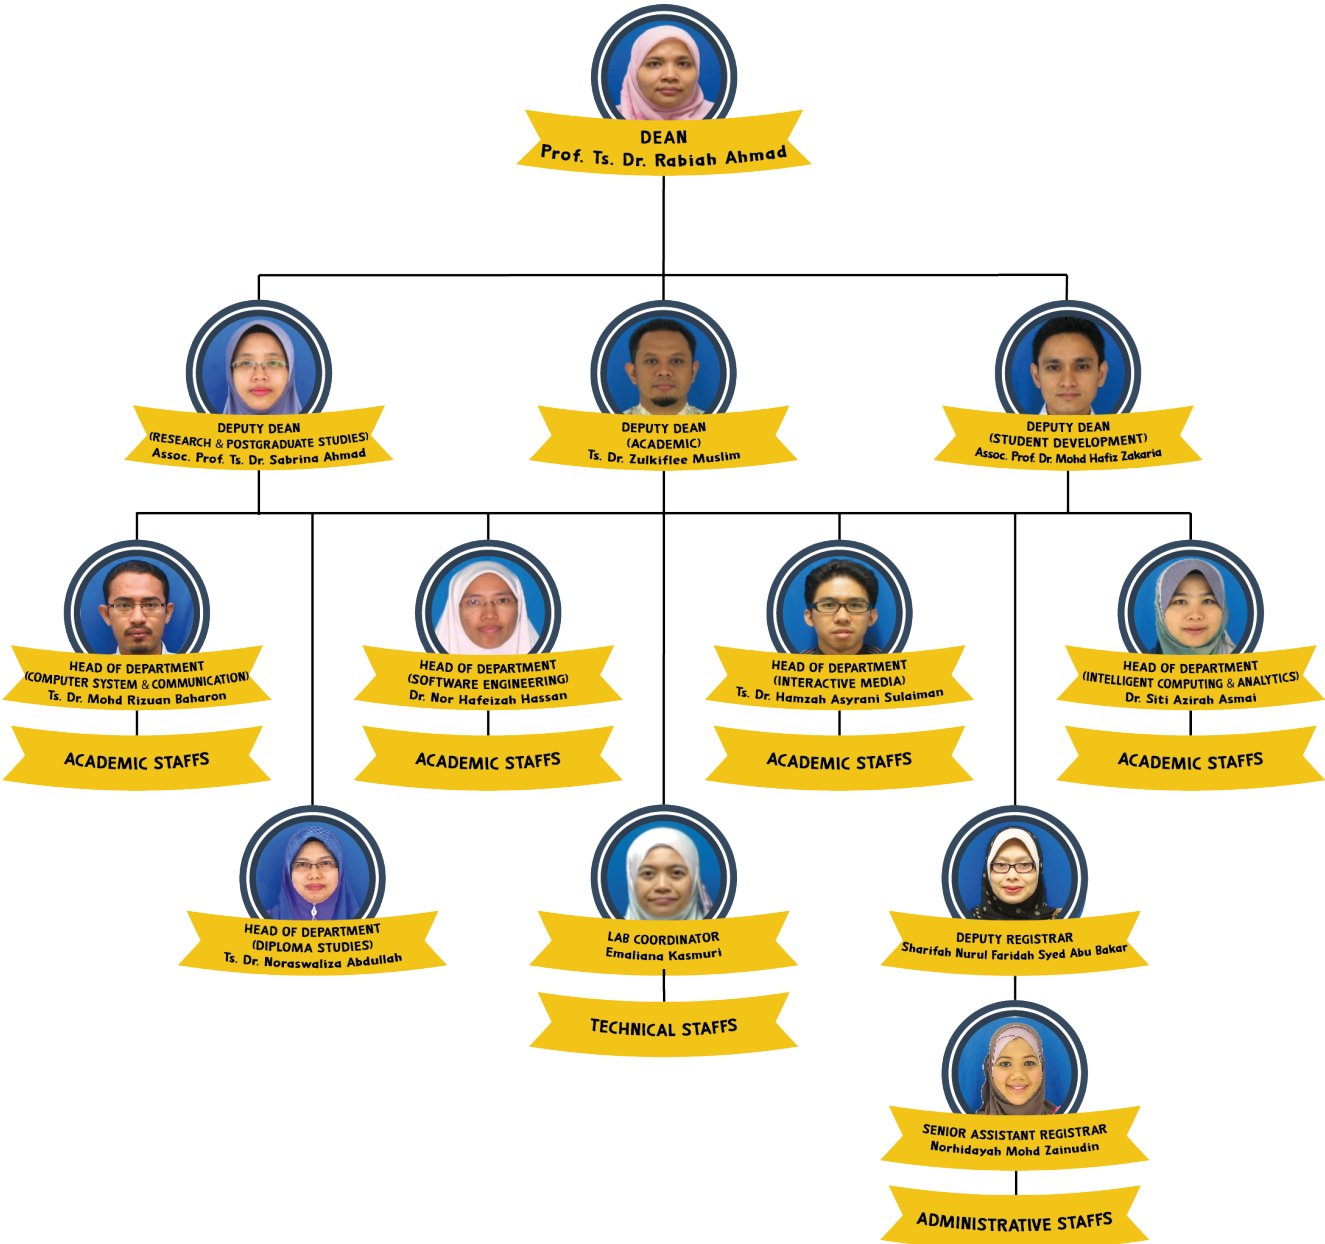 DEAN
Prof. Ts. Dr. Rabiah Ahmad
DEPUTY DEAN
(RESEARCH & POSTGRADUATE STUDIES)
Assoc. Prof. Ts. Dr. Sabrina Ahmad
DEPUTY DEAN
(ACADEMIC)
Ts. Dr. Zulkiflee Muslim
DEPUTY DEAN
(STUDENT DEVELOPMENT)
Assoc. Prof. Dr. Mohd Hafiz Zakaria
HEAD OF DEPARTMENT
(COMPUTER SYSTEM & COMMUNICATION)
Ts. Dr. Mohd Rizuan Baharon
ACADEMIC STAFFS
HEAD OF DEPARTMENT
(SOFTWARE ENGINEERING)
Dr. Nor Hafeizah Hassan
ACADEMIC STAFFS
HEAD OF DEPARTMENT
(INTERACTIVE MEDIA)
Ts. Dr. Hamzah Asyrani Sulaiman
ACADEMIC STAFFS
HEAD OF DEPARTMENT
(INTELLIGENT COMPUTING & ANALYTICS)
Dr. Siti Azirah Asmai
ACADEMIC STAFFS
HEAD OF DEPARTMENT
(DIPLOMA STUDIES)
Ts. Dr. Noraswaliza Abdullah
LAB COORDINATOR
Emaliana Kasmuri
TECHNICAL STAFFS
DEPUTY REGISTRAR
Sharifah Nurul Faridah Syed Abu Bakar
SENIOR ASSISTANT REGISTRAR
Norhidayah Mohd Zainudin
ADMINISTRATIVE STAFFS